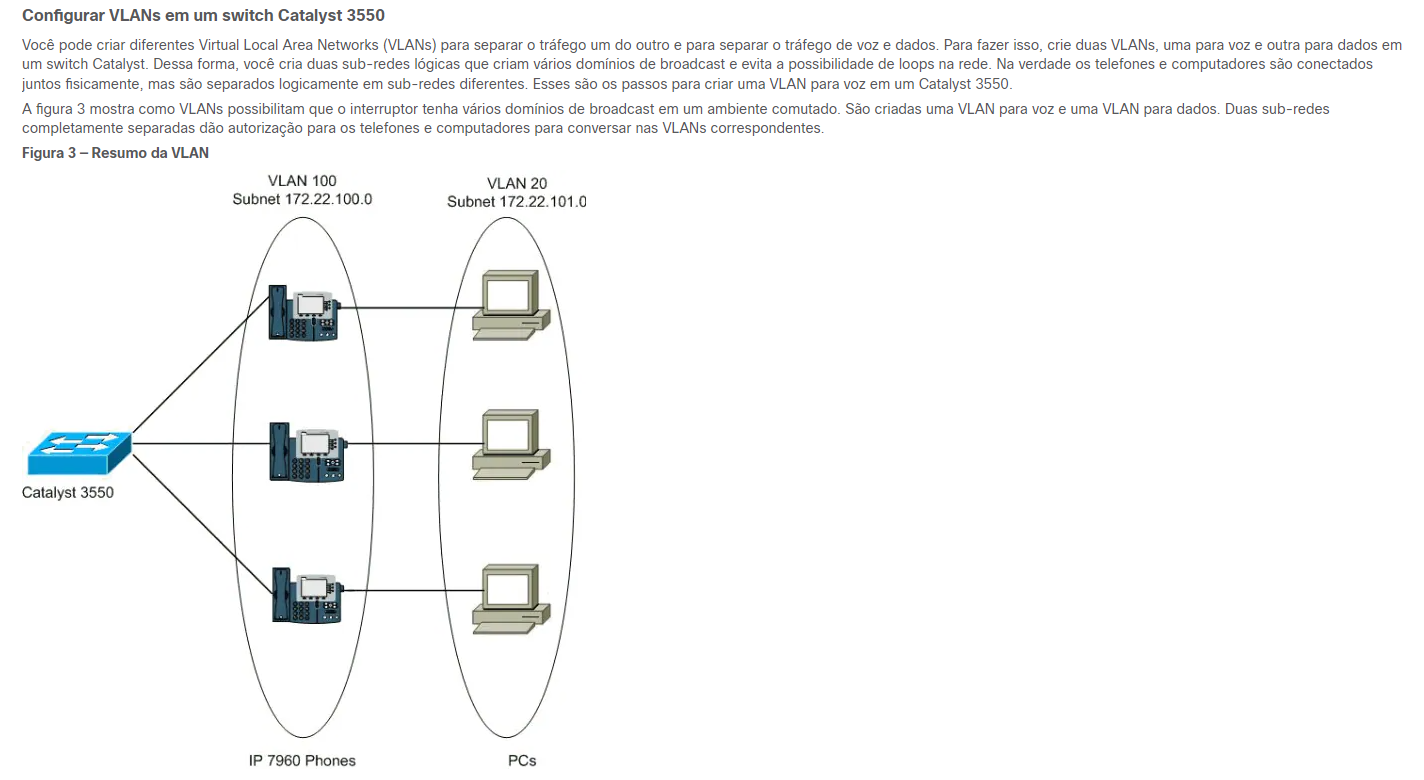 Configurar VLANs em um switch Catalyst 3550
Você pode criar diferentes Virtual Local Area Networks (VLANs) para separar o tráfego um do outro e para separar o tráfego de voz e dados. Para fazer isso, crie duas VLANs, uma para voz e outra para dados em
um switch Catalyst. Dessa forma, você cria duas sub-redes lógicas que criam vários domínios de broadcast e evita a possibilidade de loops na rede. Na verdade os telefones e computadores são conectados
juntos fisicamente, mas são separados logicamente em sub-redes diferentes. Esses são os passos para criar uma VLAN para voz em um Catalyst 3550.
A figura 3 mostra como VLANs possibilitam que o interruptor tenha vários domínios de broadcast em um ambiente comutado. São criadas uma VLAN para voz e uma VLAN para dados. Duas sub-redes
completamente separadas dão autorização para os telefones e computadores para conversar nas VLANs correspondentes.
Figura 3 – Resumo da VLAN
VLAN 100
Subnet 172.22.100.0
VLAN 20
Subnet 172.22.101.0
Catalyst 3550
IP 7960 Phones
PCs